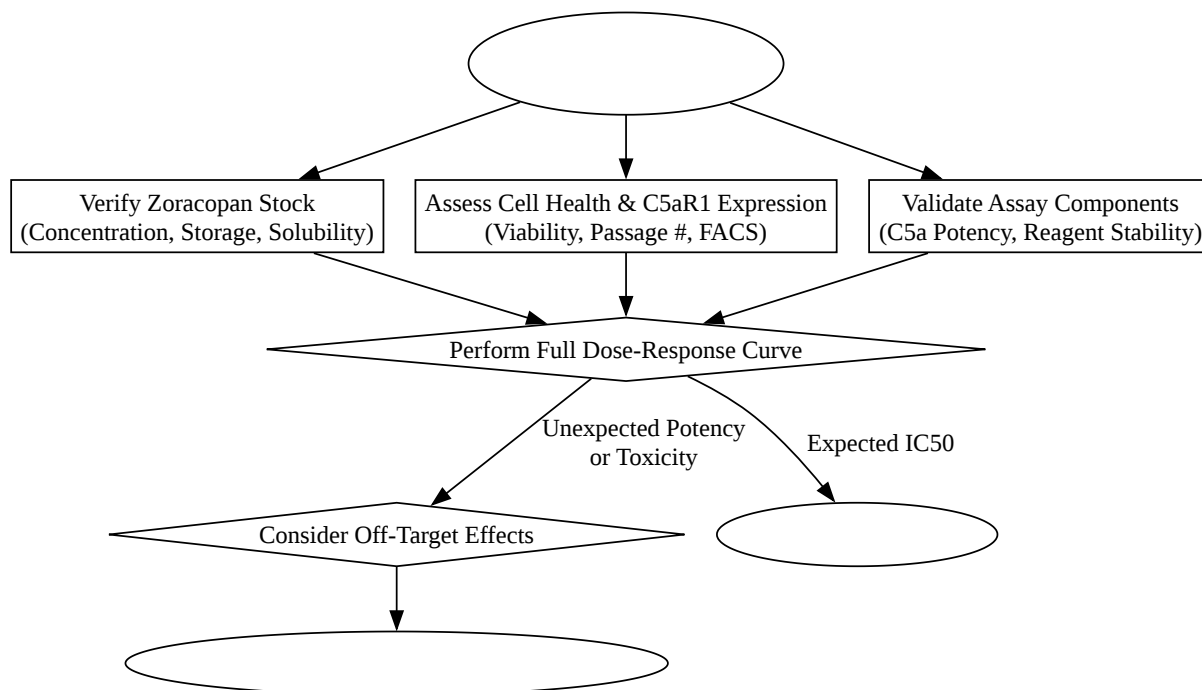 Verify Zoracopan Stock
(Concentration, Storage, Solubility)
Assess Cell Health & C5aR1 Expression
(Viability, Passage #, FACS)
Validate Assay Components
(C5a Potency, Reagent Stability)
Perform Full Dose-Response Curve
Unexpected Potency
or Toxicity
Expected IC50
Consider Off-Target Effects